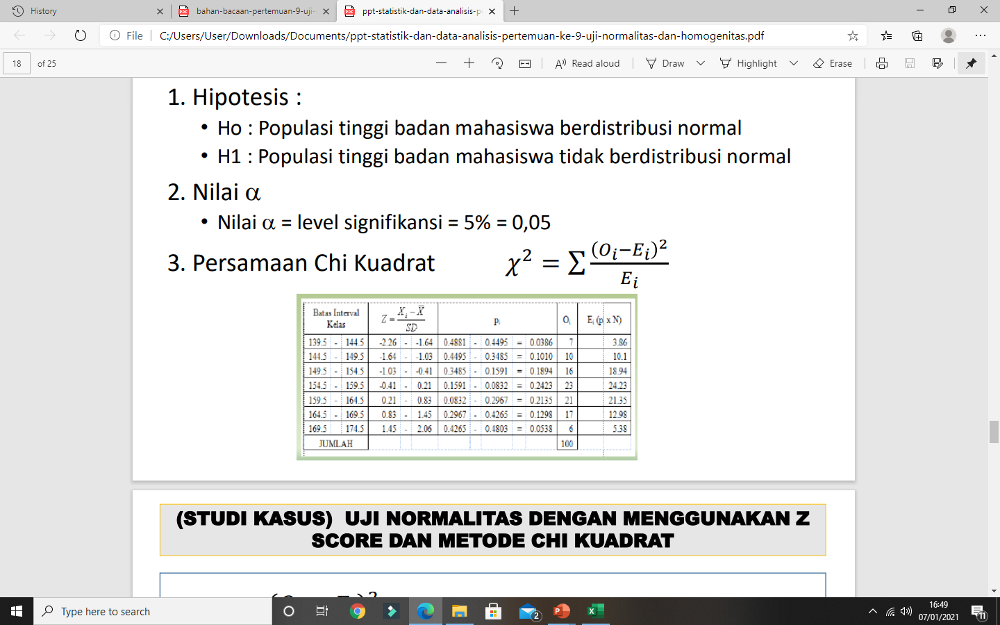 History
bahan-bacaan-pertemuan-9-uji-
ppt-statistik-dan-data-analisis-p
File
C:/Users/User/Downloads/Documents/ppt-statistik-dan-data-analisis-pertemuan-ke-9-uji-normalitas-dan-homogenitas.pdf
18 of 25
Read aloud
Draw
Highlight
Erase
1. Hipotesis :
• Ho : Populasi tinggi badan mahasiswa berdistribusi normal
• H1 : Populasi tinggi badan mahasiswa tidak berdistribusi normal
2. Nilai α
• Nilai α = level signifikansi = 5% = 0,05
3. Persamaan Chi Kuadrat χ² = ∑ (Oᵢ−Eᵢ)² / Eᵢ
Batas Interval Kelas Z = (Xᵢ - X̅) / SD pᵢ Oᵢ Eᵢ (p x N)
139.5 - 144.5 -2.26 - -1.64 0.4881 - 0.4495 = 0.0386 7 3.86
144.5 - 149.5 -1.64 - -1.03 0.4495 - 0.3485 = 0.1010 10 10.1
149.5 - 154.5 -1.03 - -0.41 0.3485 - 0.1591 = 0.1894 16 18.94
154.5 - 159.5 -0.41 - 0.21 0.1591 - 0.0832 = 0.2423 23 24.23
159.5 - 164.5 0.21 - 0.83 0.0832 - 0.2967 = 0.2135 21 21.35
164.5 - 169.5 0.83 - 1.45 0.2967 - 0.4265 = 0.1298 17 12.98
169.5 174.5 1.45 - 2.06 0.4265 - 0.4803 = 0.0538 6 5.38
JUMLAH 100
(STUDI KASUS) UJI NORMALITAS DENGAN MENGGUNAKAN Z
SCORE DAN METODE CHI KUADRAT
Type here to search
2
16:49
07/01/2021
11